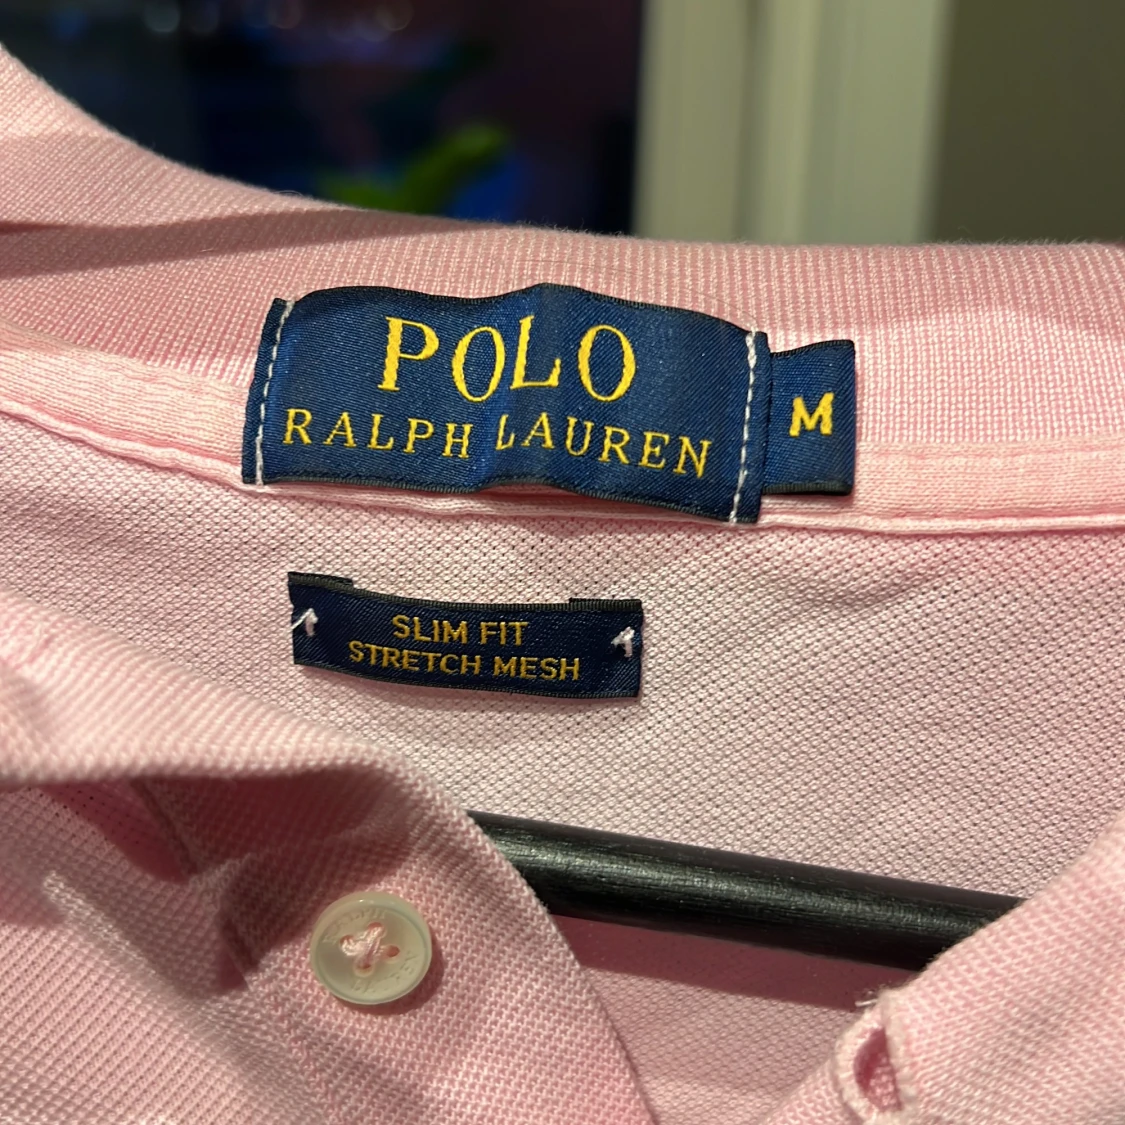 POLO
RALPH LAUREN
M
SLIM FIT
STRETCH MESH